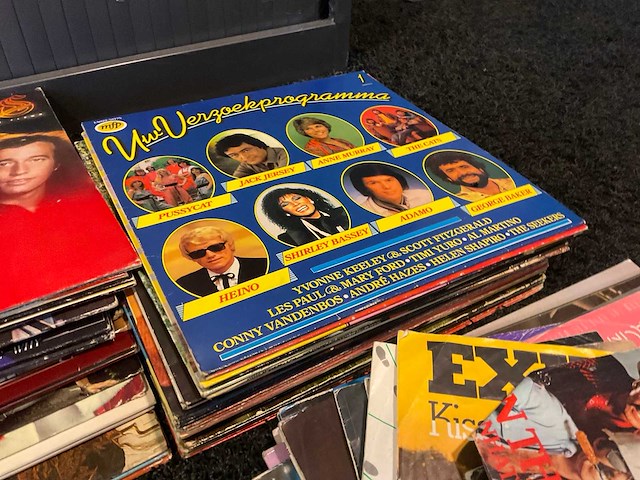 1
mfp
Uw Verzoekprogramma
PUSSYCAT
JACK JERSEY
ANNE MURRAY
THE CATS
HEINO
SHIRLEY BASSEY
ADAMO
GEORGE BAKER
YVONNE KEELEY & SCOTT FITZGERALD
LES PAUL & MARY FORD • TIMI YURO • AL MARTINO
CONNY VANDENBOS • ANDRÉ HAZES • HELEN SHAPIRO • THE SEEKERS
EX
Kiss